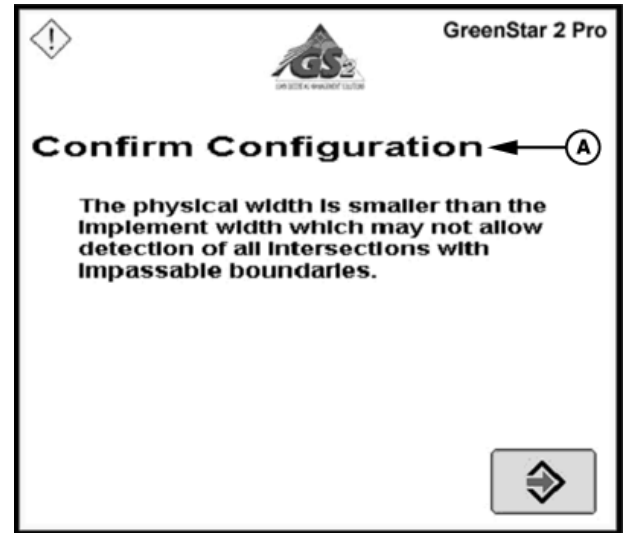 GreenStar 2 Pro
GS2
Confirm Configuration
A
The physical width is smaller than the
implement width which may not allow
detection of all intersections with
impassable boundaries.